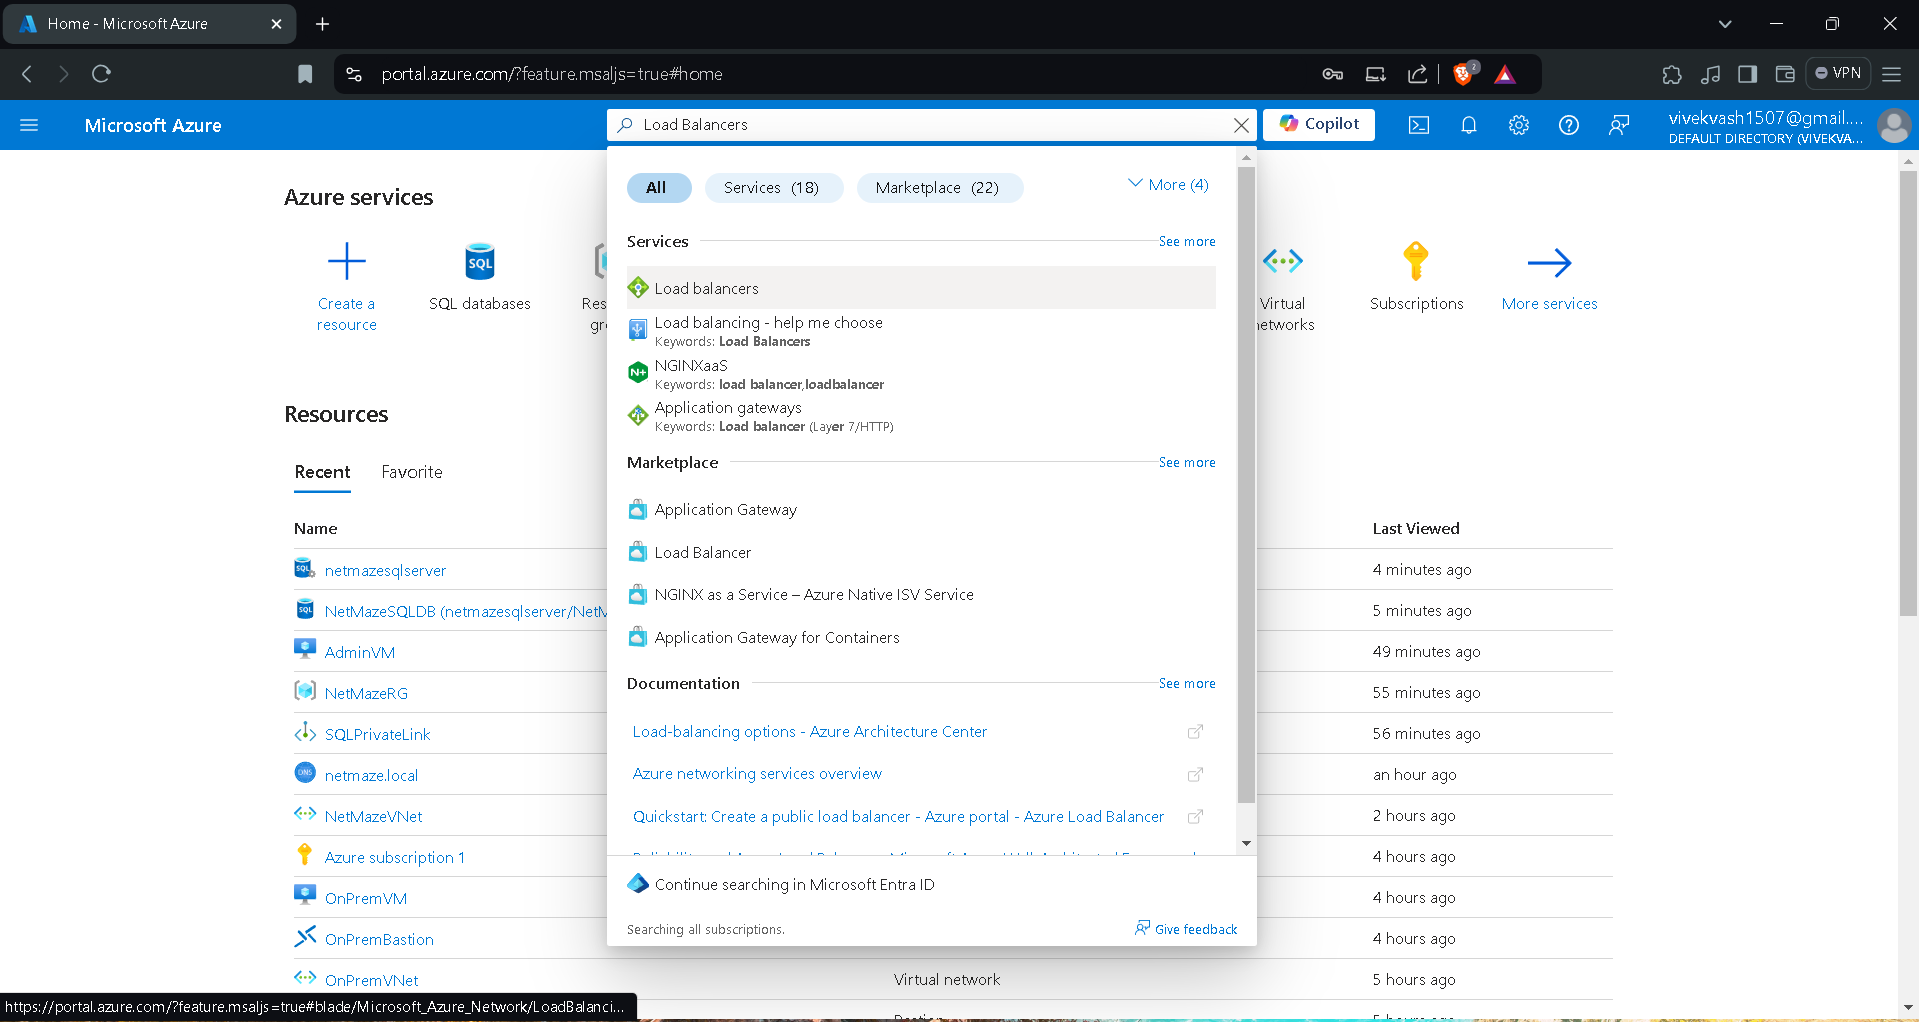 Home - Microsoft Azure
portal.azure.com/?feature.msaljs=true#home
2
VPN
Microsoft Azure
Load Balancers
Copilot
vivekvash1507@gmail....
DEFAULT DIRECTORY (VIVEKVA...
Azure services
Create a
resource
SQL
SQL databases
Res
gr
Virtual
etworks
Subscriptions
More services
All
Services (18)
Marketplace (22)
More (4)
Services
See more
Load balancers
Load balancing - help me choose
Keywords: Load Balancers
N+
NGINXaaS
Keywords: load balancer,loadbalancer
Application gateways
Keywords: Load balancer (Layer 7/HTTP)
Marketplace
See more
Application Gateway
Load Balancer
NGINX as a Service – Azure Native ISV Service
Application Gateway for Containers
Documentation
See more
Load-balancing options - Azure Architecture Center
Azure networking services overview
Quickstart: Create a public load balancer - Azure portal - Azure Load Balancer
Continue searching in Microsoft Entra ID
Searching all subscriptions.
Give feedback
Resources
Recent
Favorite
Name
Last Viewed
SQL
netmazesqlserver
4 minutes ago
SQL
NetMazeSQLDB (netmazesqlserver/NetM
5 minutes ago
AdminVM
49 minutes ago
NetMazeRG
55 minutes ago
SQLPrivateLink
56 minutes ago
DNS
netmaze.local
an hour ago
NetMazeVNet
2 hours ago
Azure subscription 1
4 hours ago
OnPremVM
4 hours ago
OnPremBastion
4 hours ago
OnPremVNet
Virtual network
5 hours ago
https://portal.azure.com/?feature.msaljs=true#blade/Microsoft_Azure_Network/LoadBalanci...